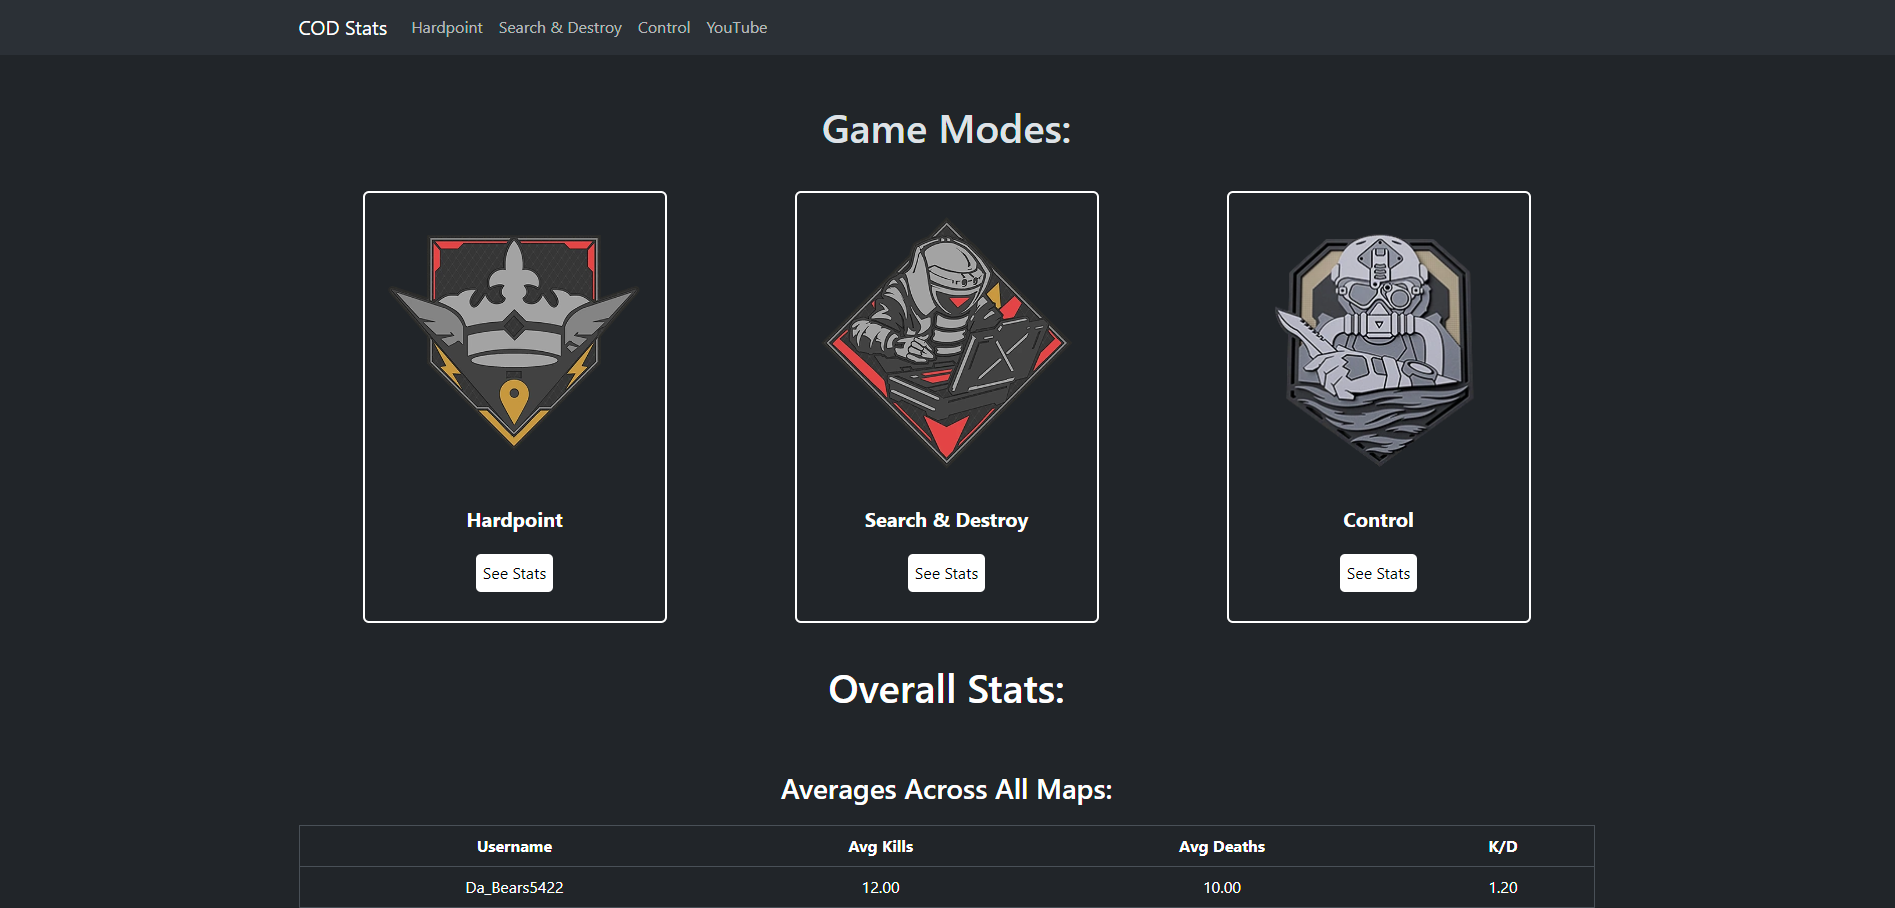 COD Stats Hardpoint Search & Destroy Control YouTube
Game Modes:
Hardpoint Search & Destroy Control
See Stats See Stats See Stats
Overall Stats:
Averages Across All Maps:
Username Avg Kills Avg Deaths K/D
Da_Bears5422 12.00 10.00 1.20